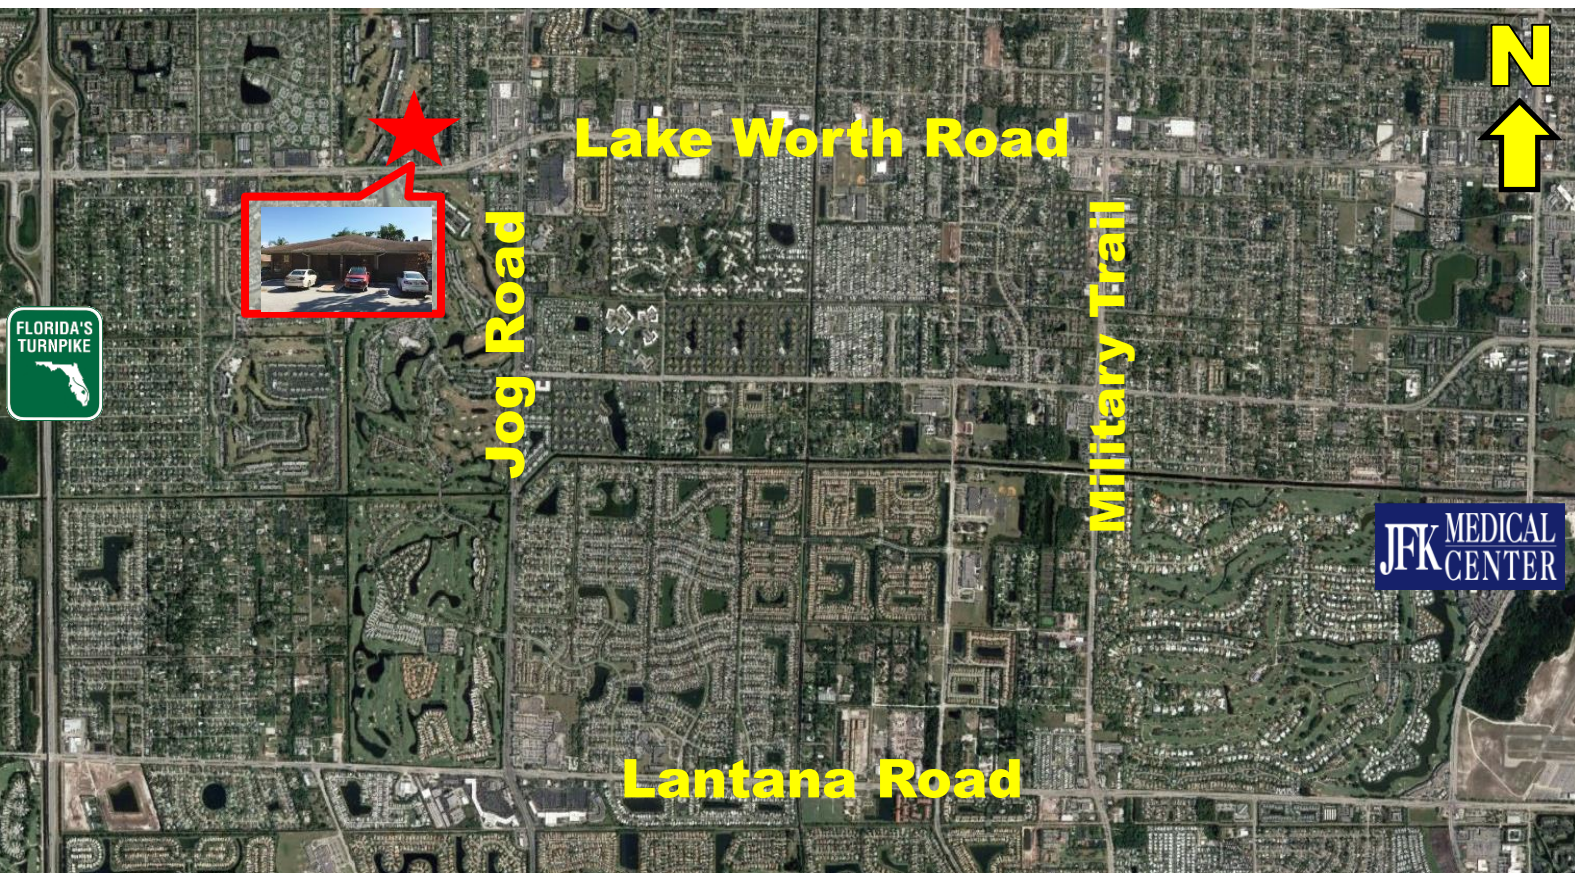 N
Lake Worth Road
Jog Road
Military Trail
FLORIDA'S
TURNPIKE
JFK MEDICAL
CENTER
Lantana Road